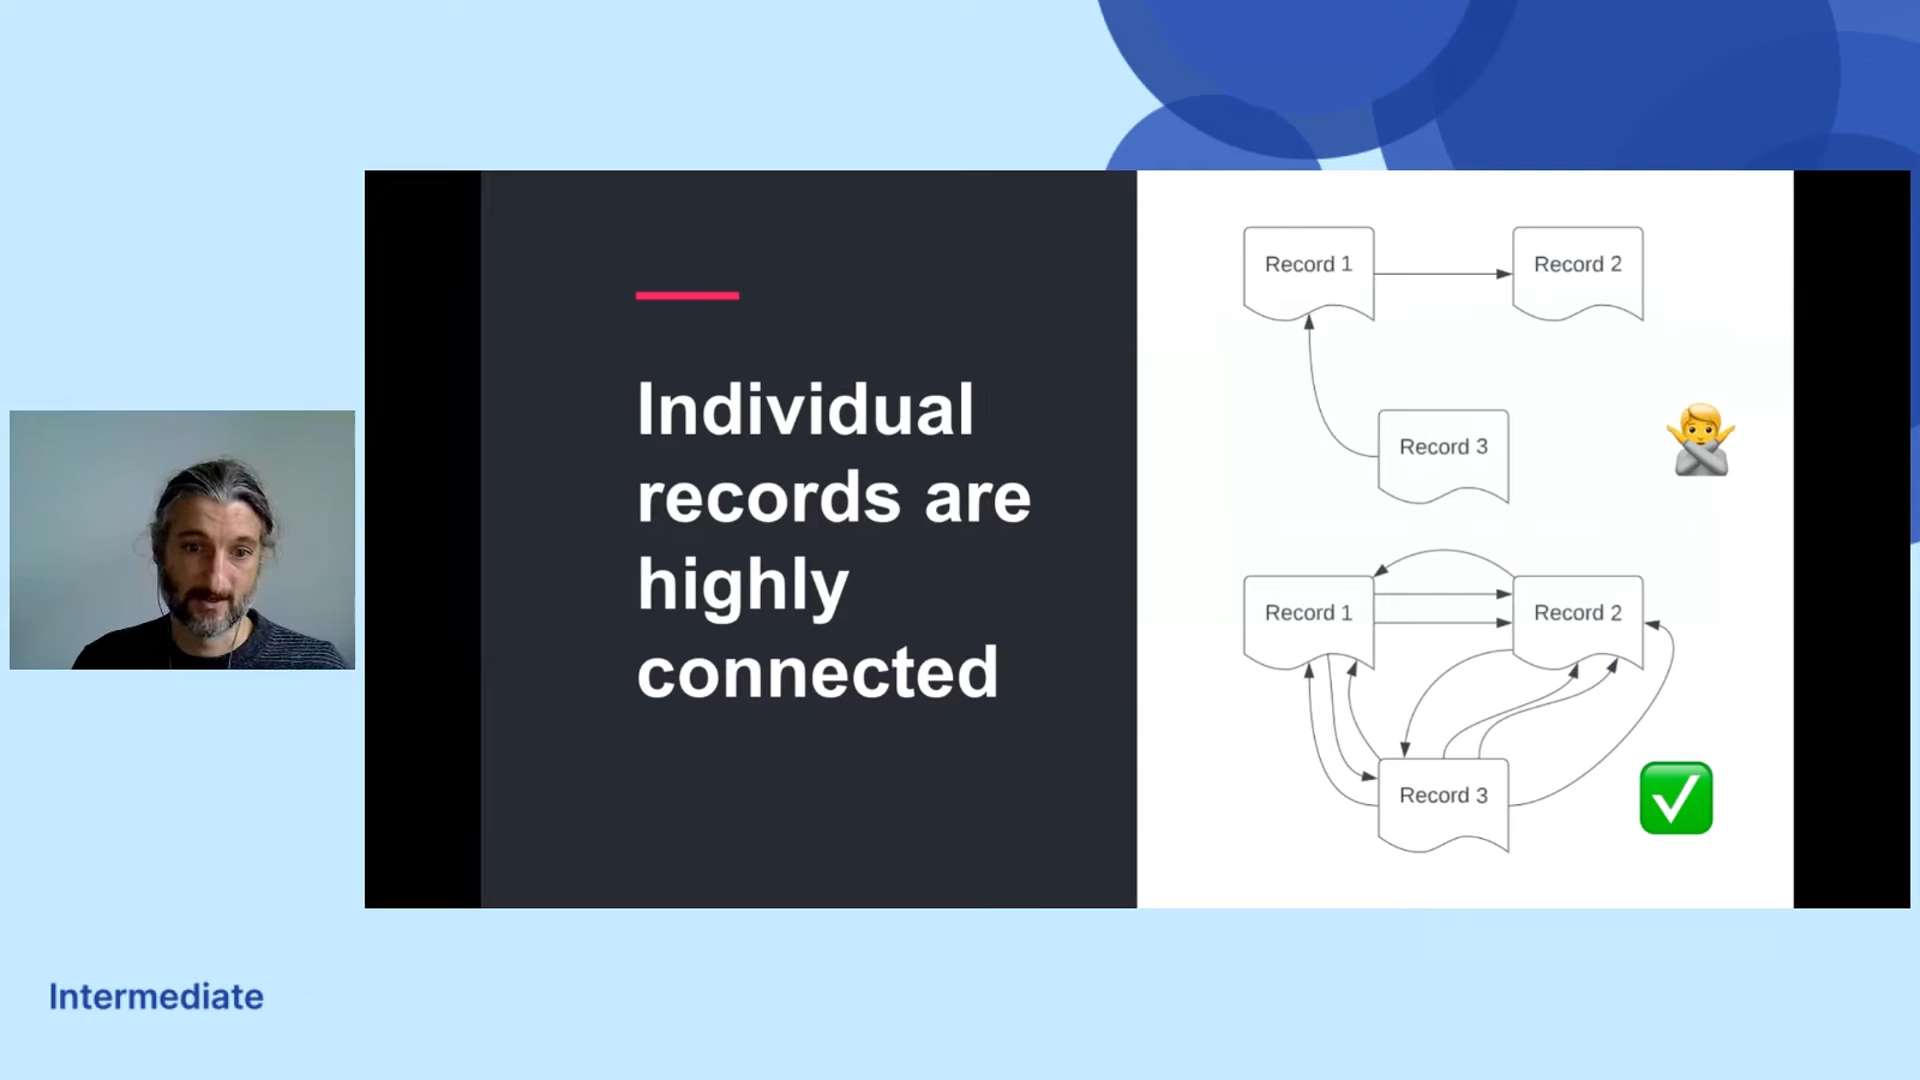 Individual
records are
highly
connected
Record 1
Record 2
Record 3
Record 1
Record 2
Record 3
Intermediate